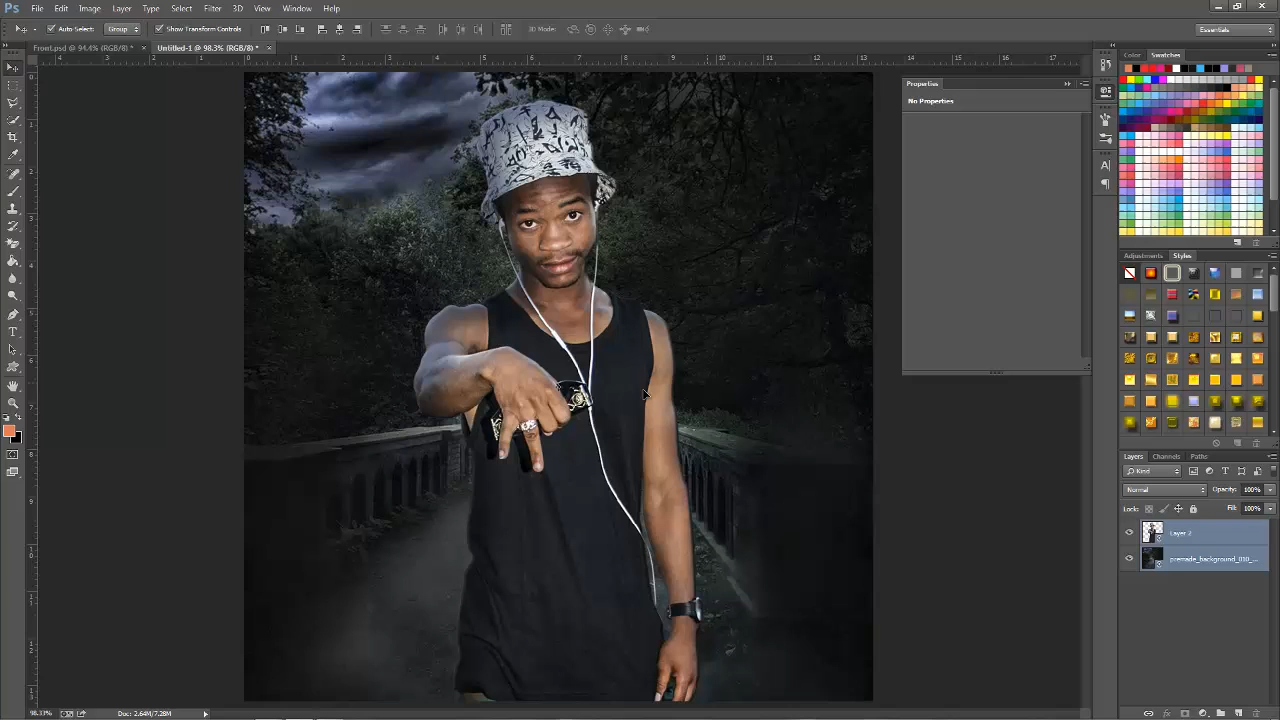 Ps File Edit Image Layer Type Select Filter 3D View Window Help
Auto-Select: Group Show Transform Controls 3D Mode: Essentials
Front.psd @ 94.4% (RGB/8) * × Untitled-1 @ 98.3% (RGB/8) * ×
Color Swatches
Properties
No Properties
Adjustments Styles
Layers Channels Paths
Kind
Normal Opacity: 100%
Lock: Fill: 100%
Layer 2
premade_background_010_...
98.33% Doc: 2.64M/7.28M